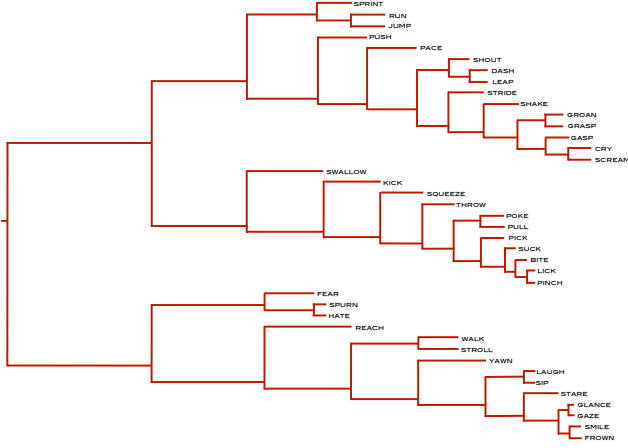 SPRINT
RUN
JUMP
PUSH
PACE
SHOUT
DASH
LEAP
STRIDE
SHAKE
GROAN
GRASP
GASP
CRY
SCREAM
SWALLOW
KICK
SQUEEZE
THROW
POKE
PULL
PICK
SUCK
BITE
LICK
PINCH
FEAR
SPURN
HATE
REACH
WALK
STROLL
YAWN
LAUGH
SIP
STARE
GLANCE
GAZE
SMILE
FROWN